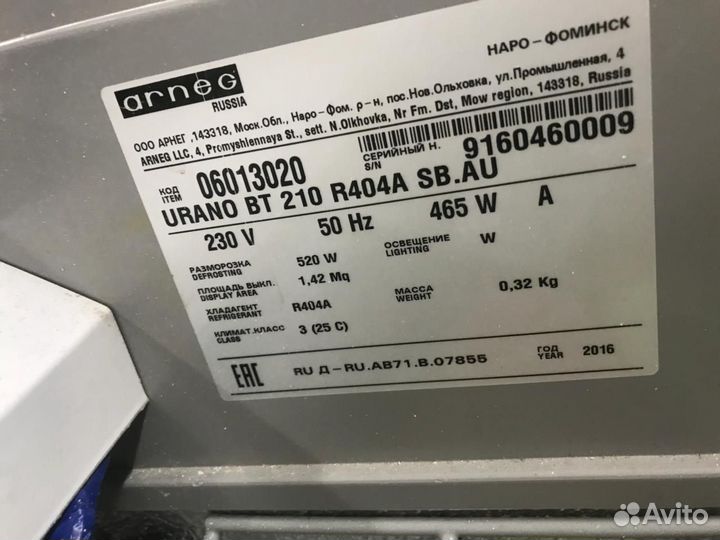 arneg
RUSSIA
НАРО-ФОМИНСК
ООО АРНЕГ ,143318, Моск.Обл., Наро-Фом. р-н, пос.Нов.Ольховка, ул.Промышленная, 4
ARNEG LLC, 4, Promyshlennaya St., sett. N.Olkhovka, Nr Fm. Dst, Mow region, 143318, Russia
КОД
ITEM
06013020
СЕРИЙНЫЙ Н.
S/N
9160460009
URANO BT 210 R404A SB.AU
230 V 50 Hz 465 W A
РАЗМОРОЗКА
DEFROSTING
520 W
ОСВЕЩЕНИЕ
LIGHTING
W
ПЛОЩАДЬ ВЫКЛ.
DISPLAY AREA
1,42 Mq
ХЛАДАГЕНТ
REFRIGERANT
R404A
МАССА
WEIGHT
0,32 Kg
КЛИМАТ.КЛАСС
CLASS
3 (25 C)
EAC
RU Д-RU.АВ71.В.07855
ГОД
YEAR
2016
Avito